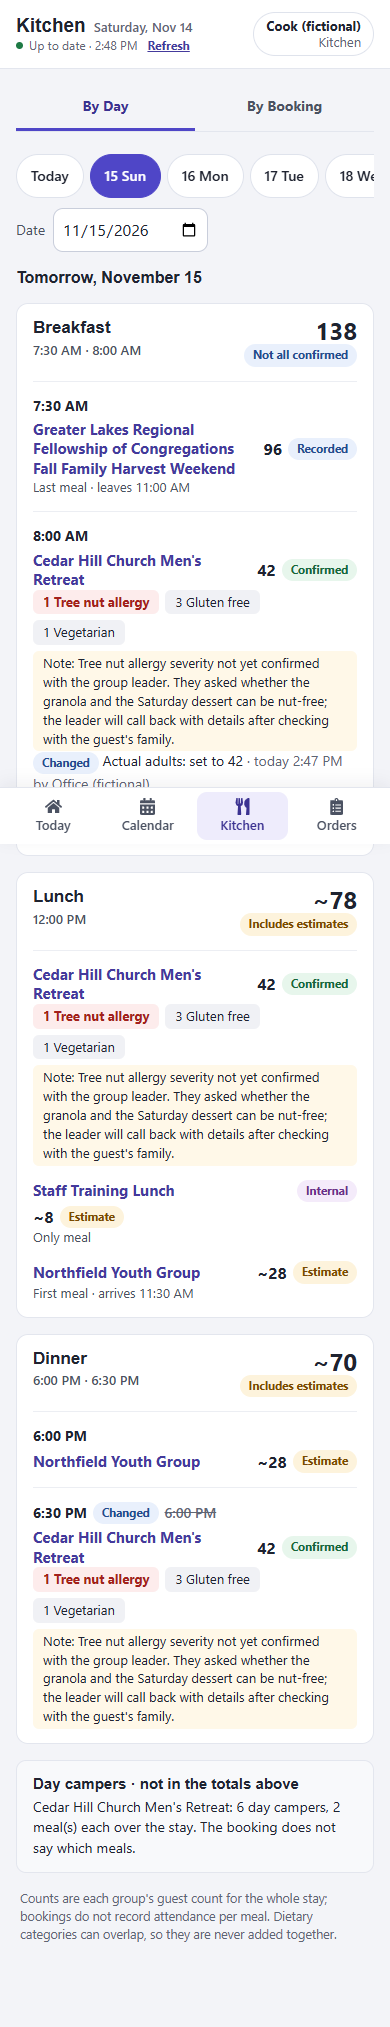 Kitchen Saturday, Nov 14
Up to date · 2:48 PM Refresh
Cook (fictional)
Kitchen
By Day
By Booking
Today
15 Sun
16 Mon
17 Tue
18 We
Date 11/15/2026
Tomorrow, November 15
Breakfast
138
7:30 AM · 8:00 AM
Not all confirmed
7:30 AM
Greater Lakes Regional
Fellowship of Congregations
Fall Family Harvest Weekend
96 Recorded
Last meal · leaves 11:00 AM
8:00 AM
Cedar Hill Church Men's
Retreat
42 Confirmed
1 Tree nut allergy
3 Gluten free
1 Vegetarian
Note: Tree nut allergy severity not yet confirmed
with the group leader. They asked whether the
granola and the Saturday dessert can be nut-free;
the leader will call back with details after checking
with the guest's family.
Changed Actual adults: set to 42 · today 2:47 PM
by Office (fictional)
Today
Calendar
Kitchen
Orders
Lunch
~78
12:00 PM
Includes estimates
Cedar Hill Church Men's
Retreat
42 Confirmed
1 Tree nut allergy
3 Gluten free
1 Vegetarian
Note: Tree nut allergy severity not yet confirmed
with the group leader. They asked whether the
granola and the Saturday dessert can be nut-free;
the leader will call back with details after checking
with the guest's family.
Staff Training Lunch
Internal
~8 Estimate
Only meal
Northfield Youth Group
~28 Estimate
First meal · arrives 11:30 AM
Dinner
~70
6:00 PM · 6:30 PM
Includes estimates
6:00 PM
Northfield Youth Group
~28 Estimate
6:30 PM Changed 6:00 PM
Cedar Hill Church Men's
Retreat
42 Confirmed
1 Tree nut allergy
3 Gluten free
1 Vegetarian
Note: Tree nut allergy severity not yet confirmed
with the group leader. They asked whether the
granola and the Saturday dessert can be nut-free;
the leader will call back with details after checking
with the guest's family.
Day campers · not in the totals above
Cedar Hill Church Men's Retreat: 6 day campers, 2
meal(s) each over the stay. The booking does not
say which meals.
Counts are each group's guest count for the whole stay;
bookings do not record attendance per meal. Dietary
categories can overlap, so they are never added together.